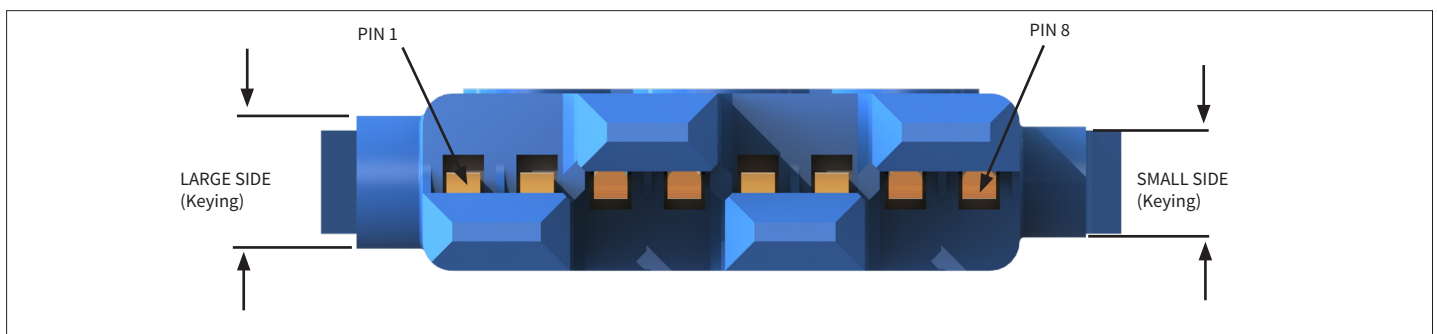 PIN 1
PIN 8
LARGE SIDE
(Keying)
SMALL SIDE
(Keying)